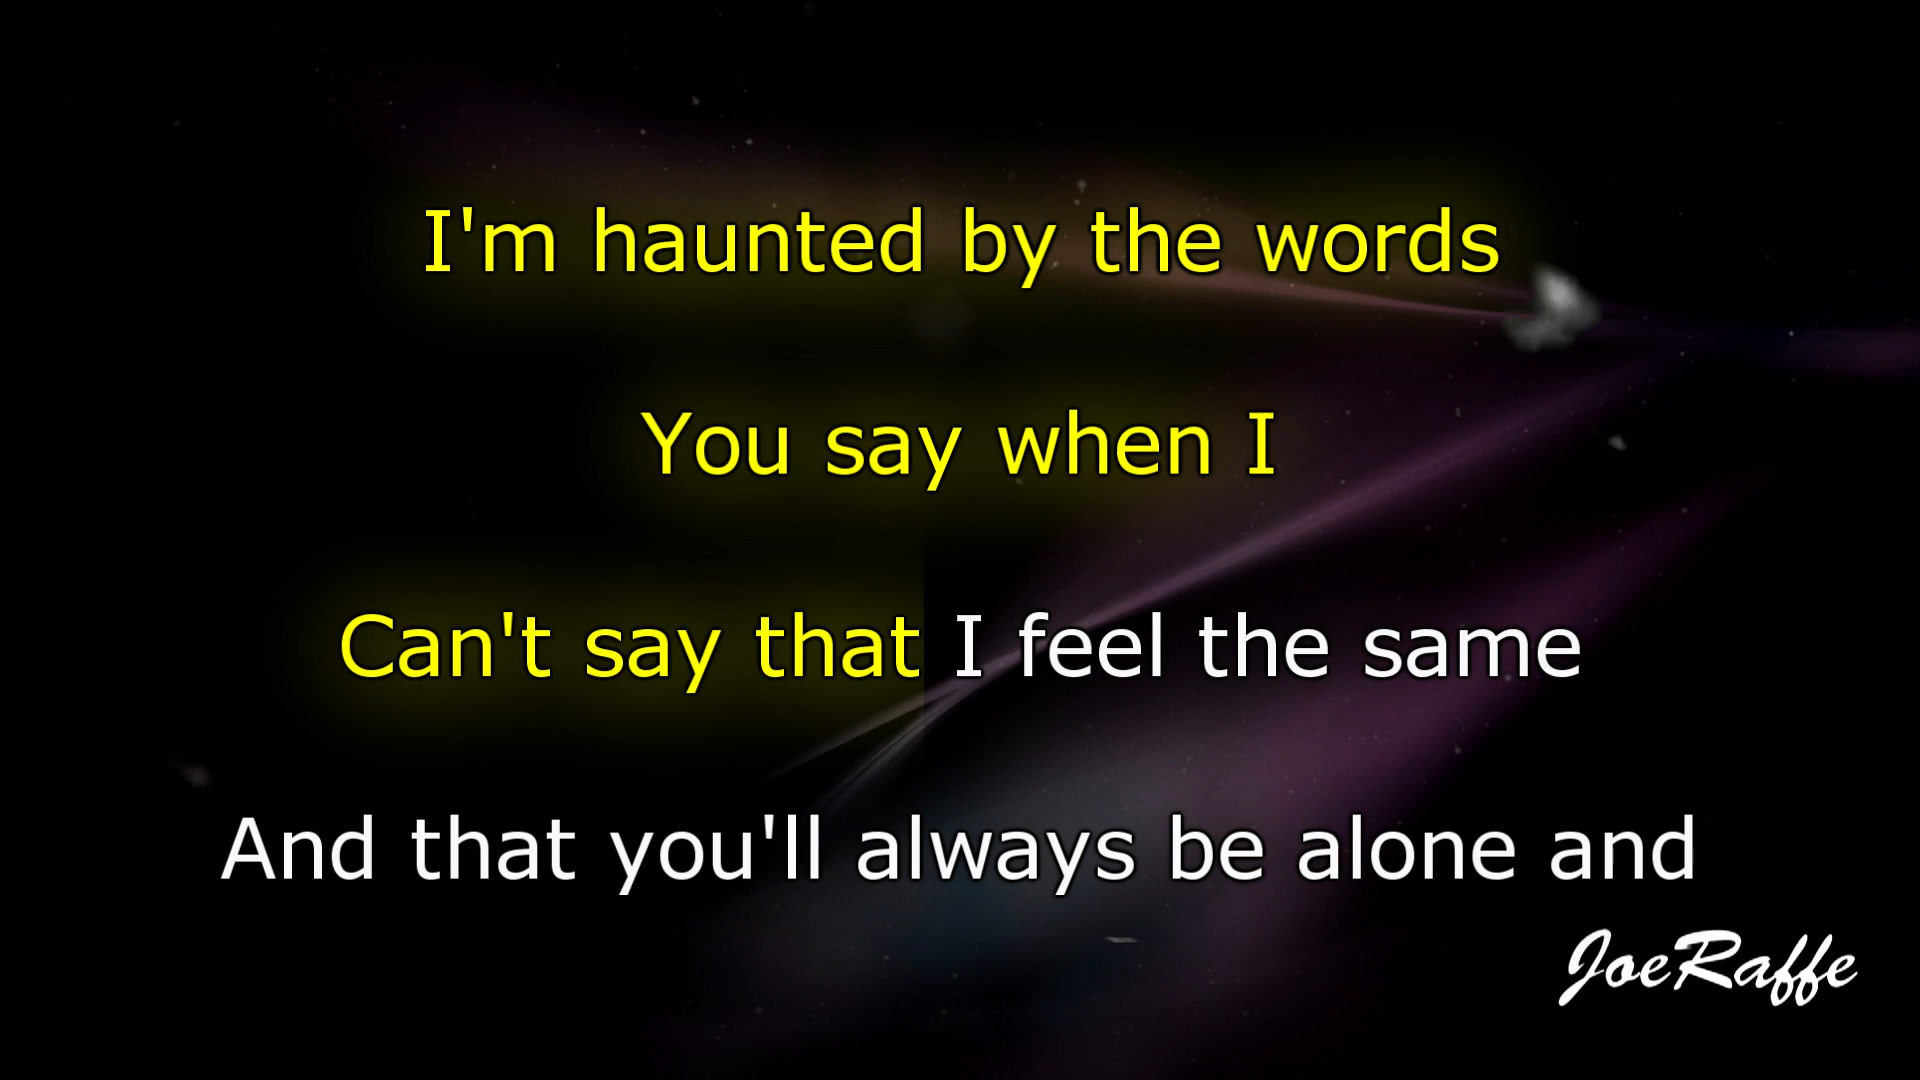 I'm haunted by the words
You say when I
Can't say that I feel the same
And that you'll always be alone and
JoeRaffe